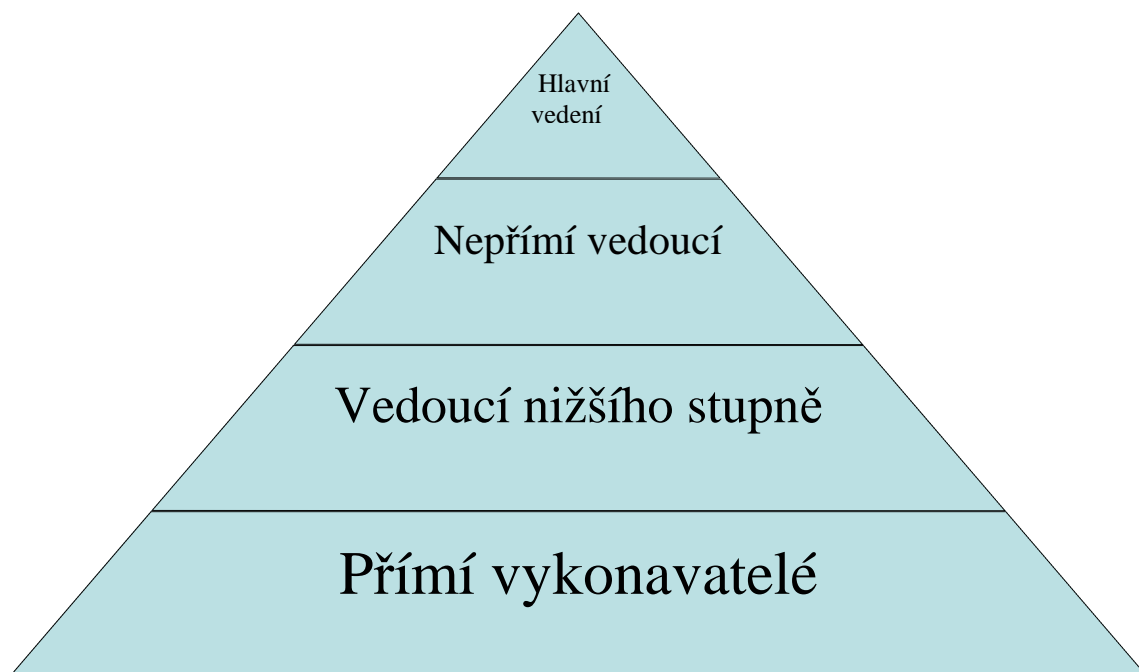 Hlavní
vedení
Nepřímí vedoucí
Vedoucí nižšího stupně
Přímí vykonavatelé